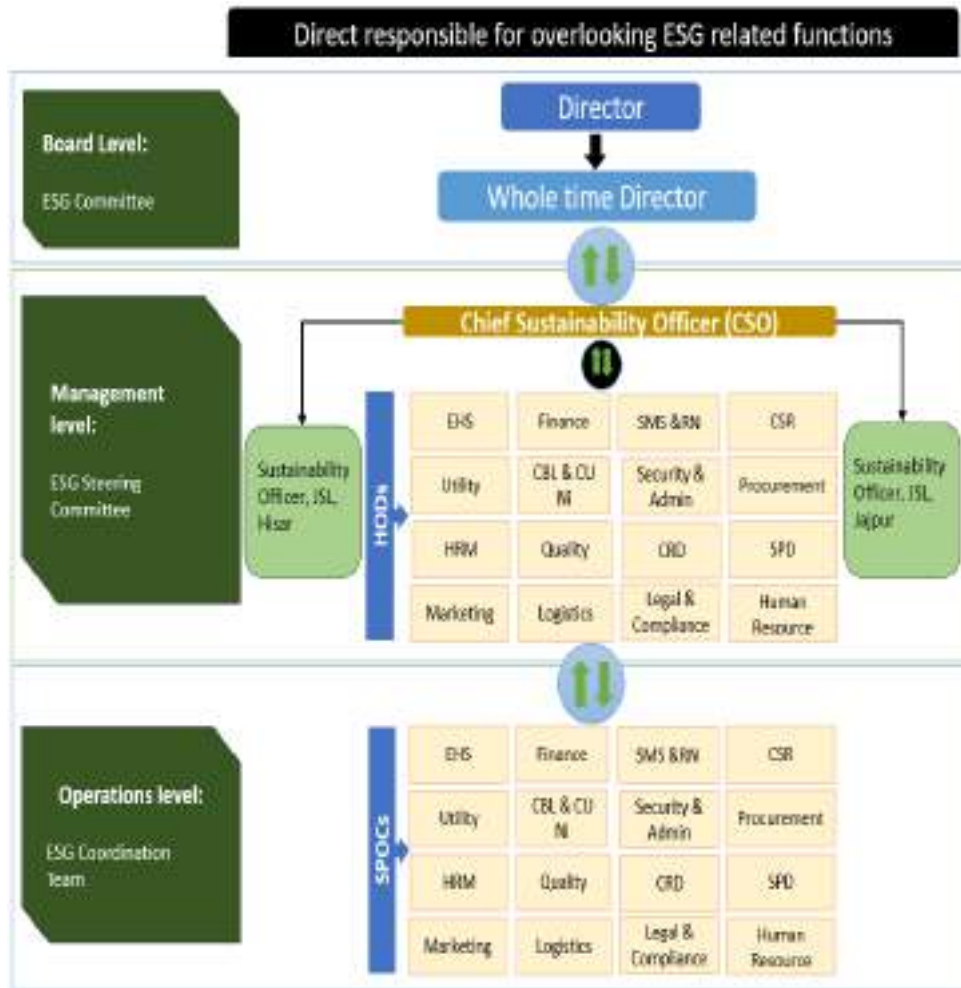 Direct responsible for overlooking ESG related functions
Board Level:
ESG Committee
Director
Whole time Director
Management
level:
ESG Steering
Committee
Chief Sustainability Officer (CSO)
Sustainability
Officer, JSL,
Hisar
HODs
EHS
Finance
SMS &RN
CSR
Utility
CBL & CU
NI
Security &
Admin
Procurement
HRM
Quality
CRD
SPD
Marketing
Logistics
Legal &
Compliance
Human
Resource
Sustainability
Officer, JSL,
Jajpur
Operations level:
ESG Coordination
Team
SPOCs
EHS
Finance
SMS &RN
CSR
Utility
CBL & CU
NI
Security &
Admin
Procurement
HRM
Quality
CRD
SPD
Marketing
Logistics
Legal &
Compliance
Human
Resource